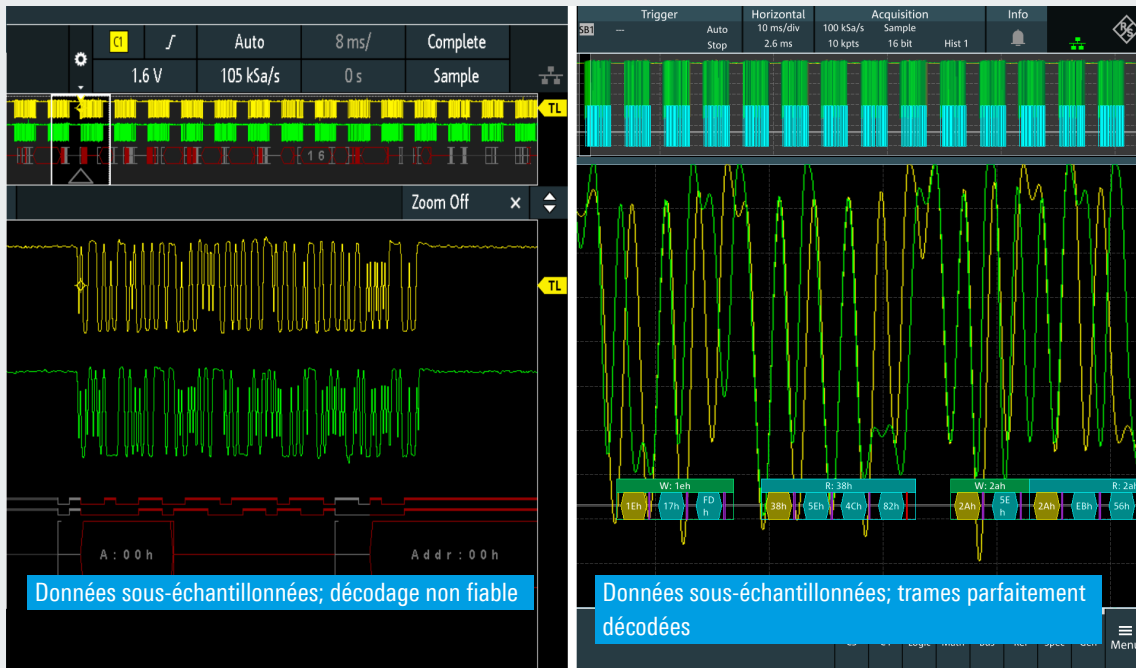 C1
Auto
8 ms/
Complete
1.6 V
105 kSa/s
0 s
Sample
TL
1 6
Zoom Off
×
TL
A:00h
Addr:00h
Données sous-échantillonnées; décodage non fiable
Trigger
Horizontal
Acquisition
Info
SB1
---
Auto
10 ms/div
100 kSa/s
Sample
Stop
2.6 ms
10 kpts
16 bit
Hist 1
W: 1eh
R: 38h
W: 2ah
R: 2ah
1Eh
17h
FD
h
38h
5Eh
4Ch
82h
2Ah
5E
h
2Ah
EBh
56h
Données sous-échantillonnées; trames parfaitement
décodées
Menu